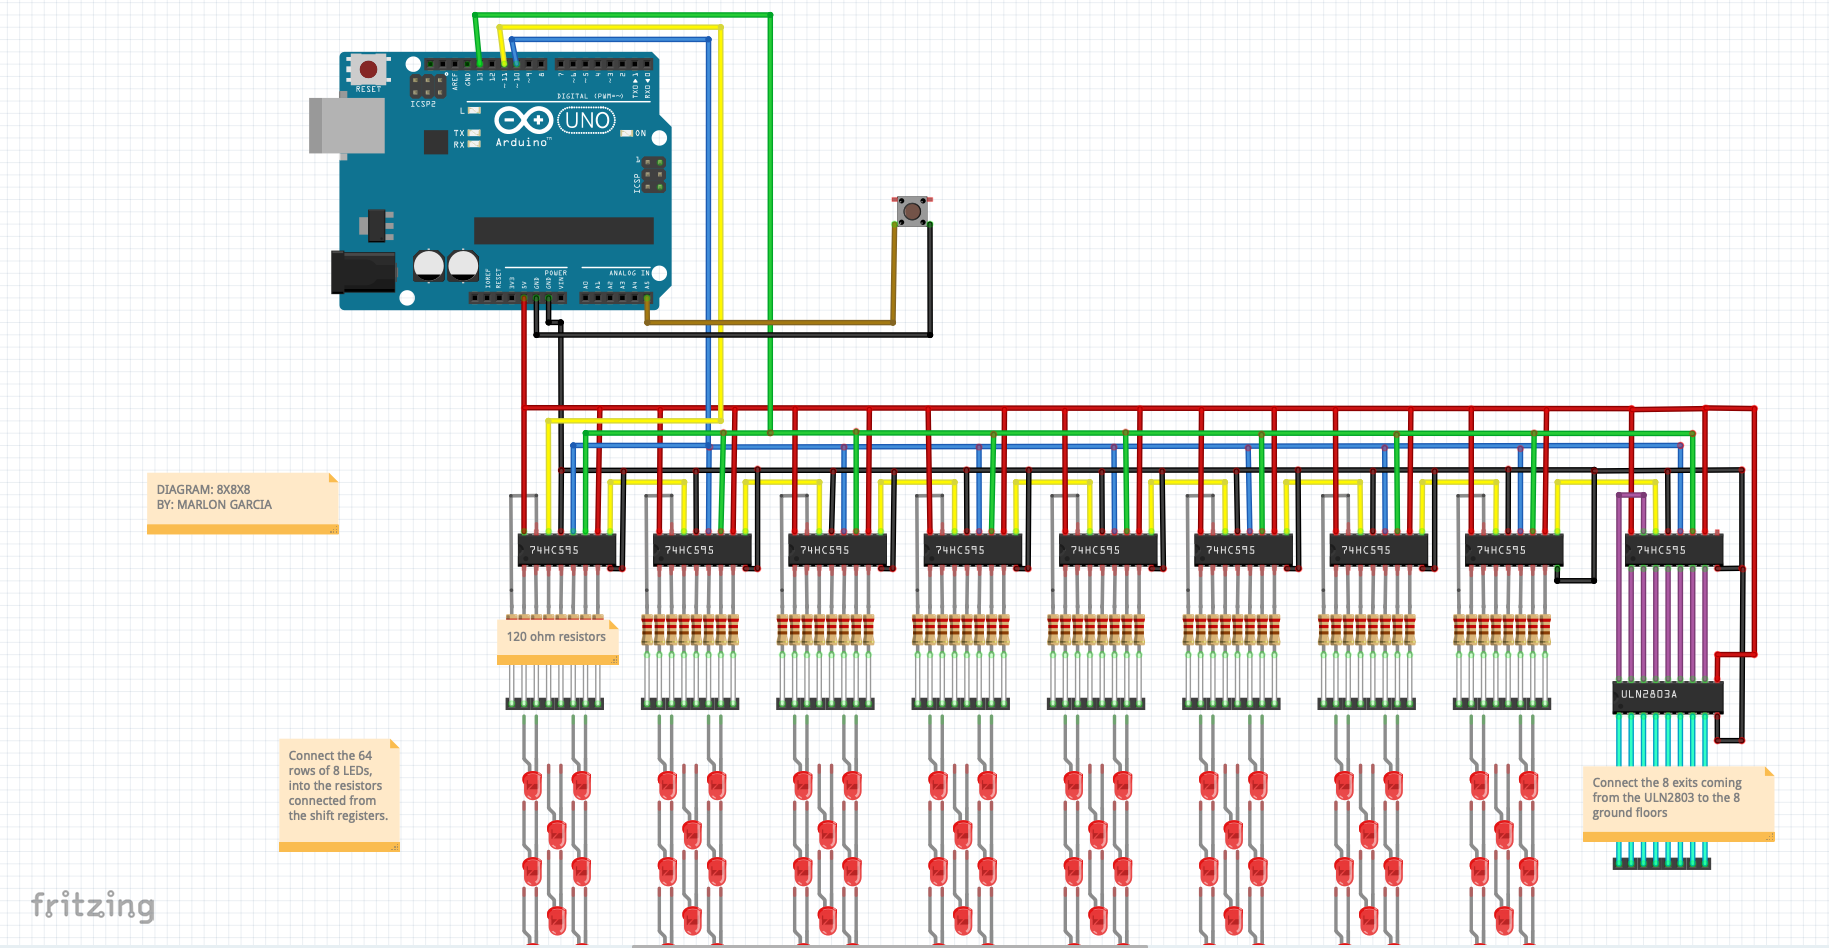 RESET
ICSP2
AREF
GND
13
12
~11
~10
~9
8
7
~6
~5
4
~3
2
TXD▶1
RXD◀0
DIGITAL (PWM=~)
L
TX
RX
UNO
Arduino™
ON
1
ICSP
IOREF
RESET
3V3
5V
GND
GND
VIN
POWER
ANALOG IN
A0
A1
A2
A3
A4
A5
DIAGRAM: 8X8X8
BY: MARLON GARCIA
74HC595
74HC595
74HC595
74HC595
74HC595
74HC595
74HC595
74HC595
74HC595
120 ohm resistors
ULN2803A
Connect the 64
rows of 8 LEDs,
into the resistors
connected from
the shift registers.
Connect the 8 exits coming
from the ULN2803 to the 8
ground floors
fritzing